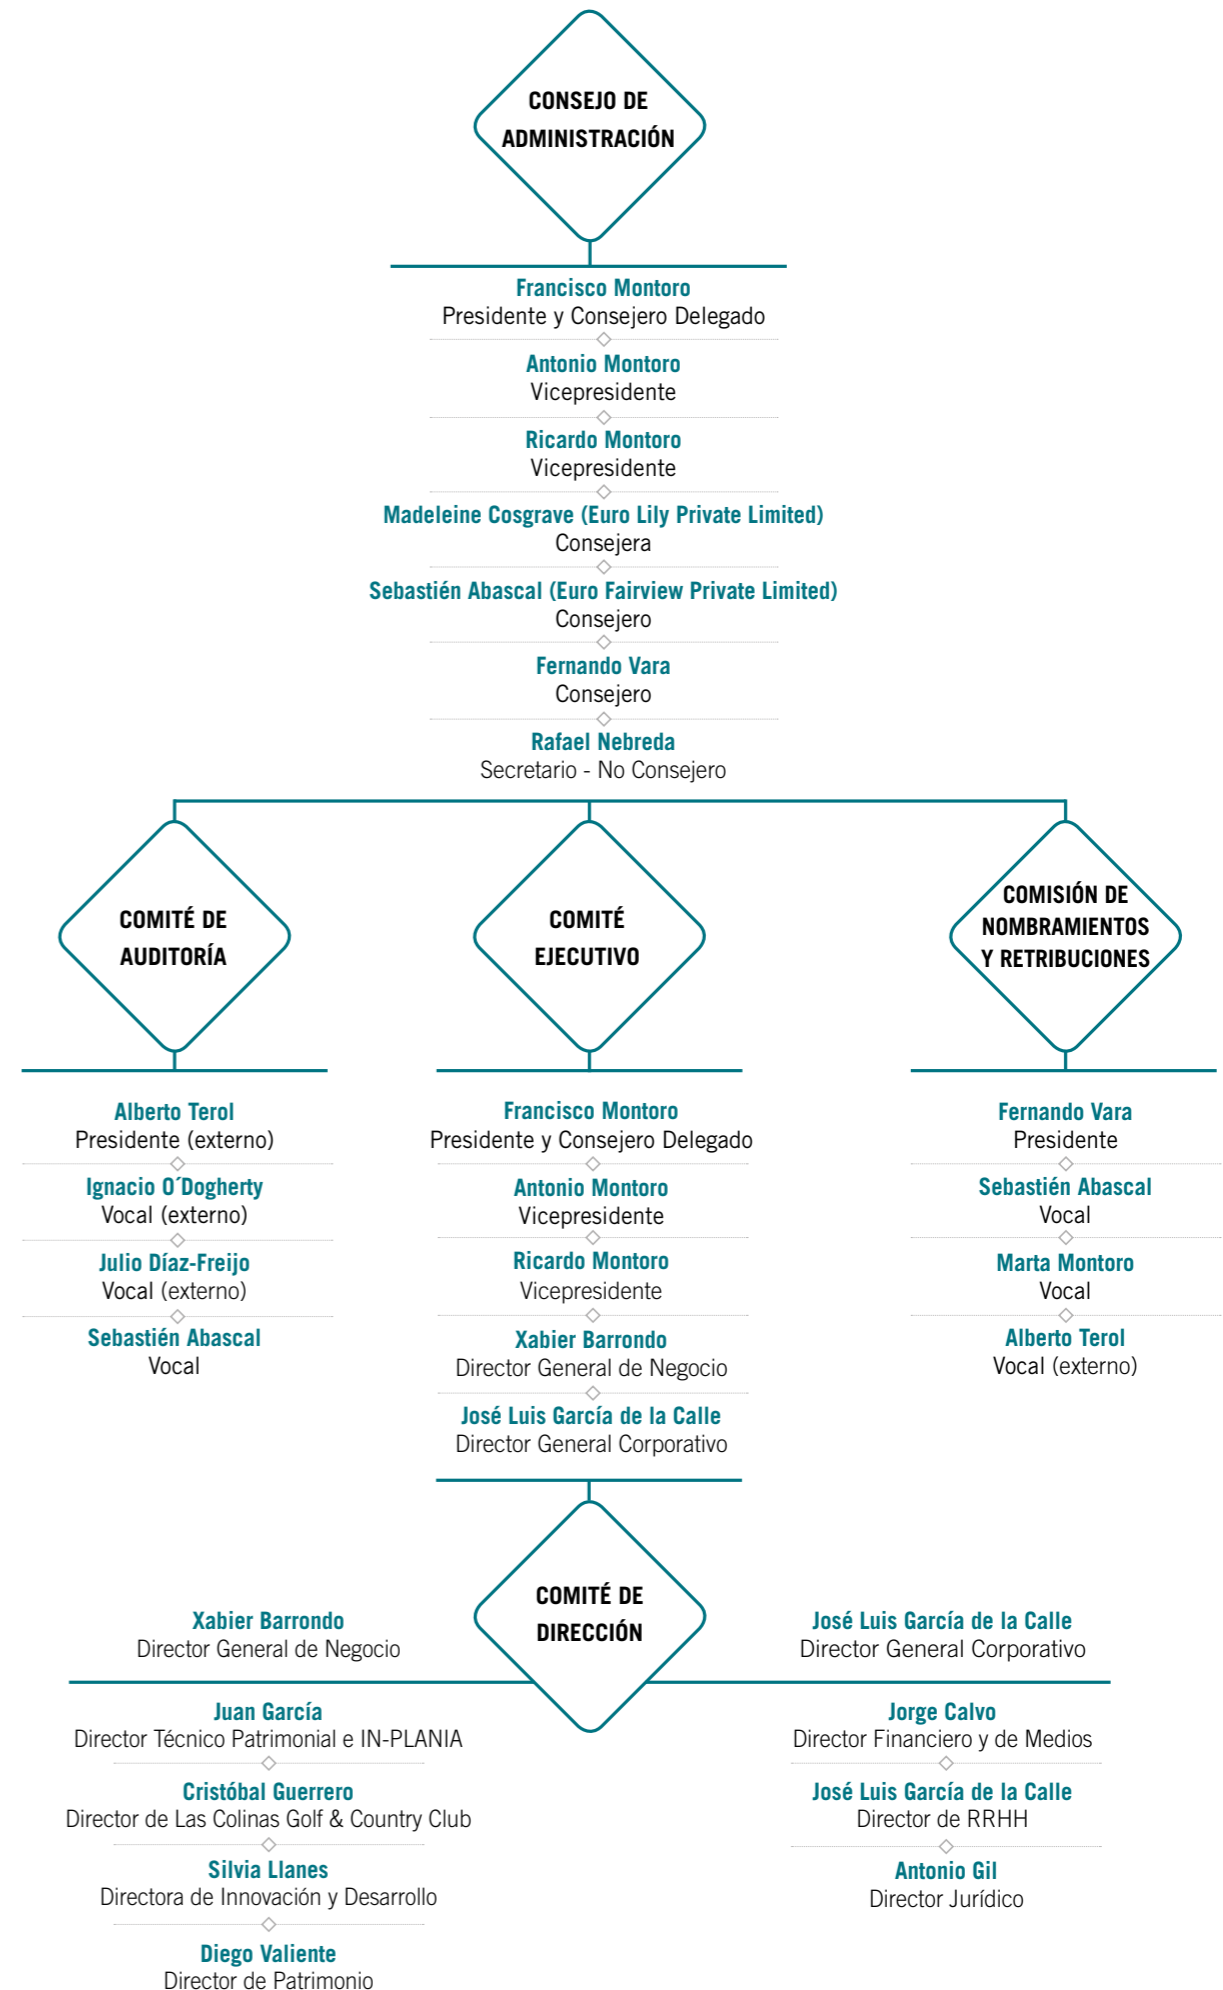 CONSEJO DE
ADMINISTRACIÓN
Francisco Montoro
Presidente y Consejero Delegado
Antonio Montoro
Vicepresidente
Ricardo Montoro
Vicepresidente
Madeleine Cosgrave (Euro Lily Private Limited)
Consejera
Sebastién Abascal (Euro Fairview Private Limited)
Consejero
Fernando Vara
Consejero
Rafael Nebreda
Secretario - No Consejero
COMITÉ DE
AUDITORÍA
Alberto Terol
Presidente (externo)
Ignacio O´Dogherty
Vocal (externo)
Julio Díaz-Freijo
Vocal (externo)
Sebastién Abascal
Vocal
COMITÉ
EJECUTIVO
Francisco Montoro
Presidente y Consejero Delegado
Antonio Montoro
Vicepresidente
Ricardo Montoro
Vicepresidente
Xabier Barrondo
Director General de Negocio
José Luis García de la Calle
Director General Corporativo
COMISIÓN DE
NOMBRAMIENTOS
Y RETRIBUCIONES
Fernando Vara
Presidente
Sebastién Abascal
Vocal
Marta Montoro
Vocal
Alberto Terol
Vocal (externo)
COMITÉ DE
DIRECCIÓN
Xabier Barrondo
Director General de Negocio
Juan García
Director Técnico Patrimonial e IN-PLANIA
Cristóbal Guerrero
Director de Las Colinas Golf & Country Club
Silvia Llanes
Directora de Innovación y Desarrollo
Diego Valiente
Director de Patrimonio
José Luis García de la Calle
Director General Corporativo
Jorge Calvo
Director Financiero y de Medios
José Luis García de la Calle
Director de RRHH
Antonio Gil
Director Jurídico